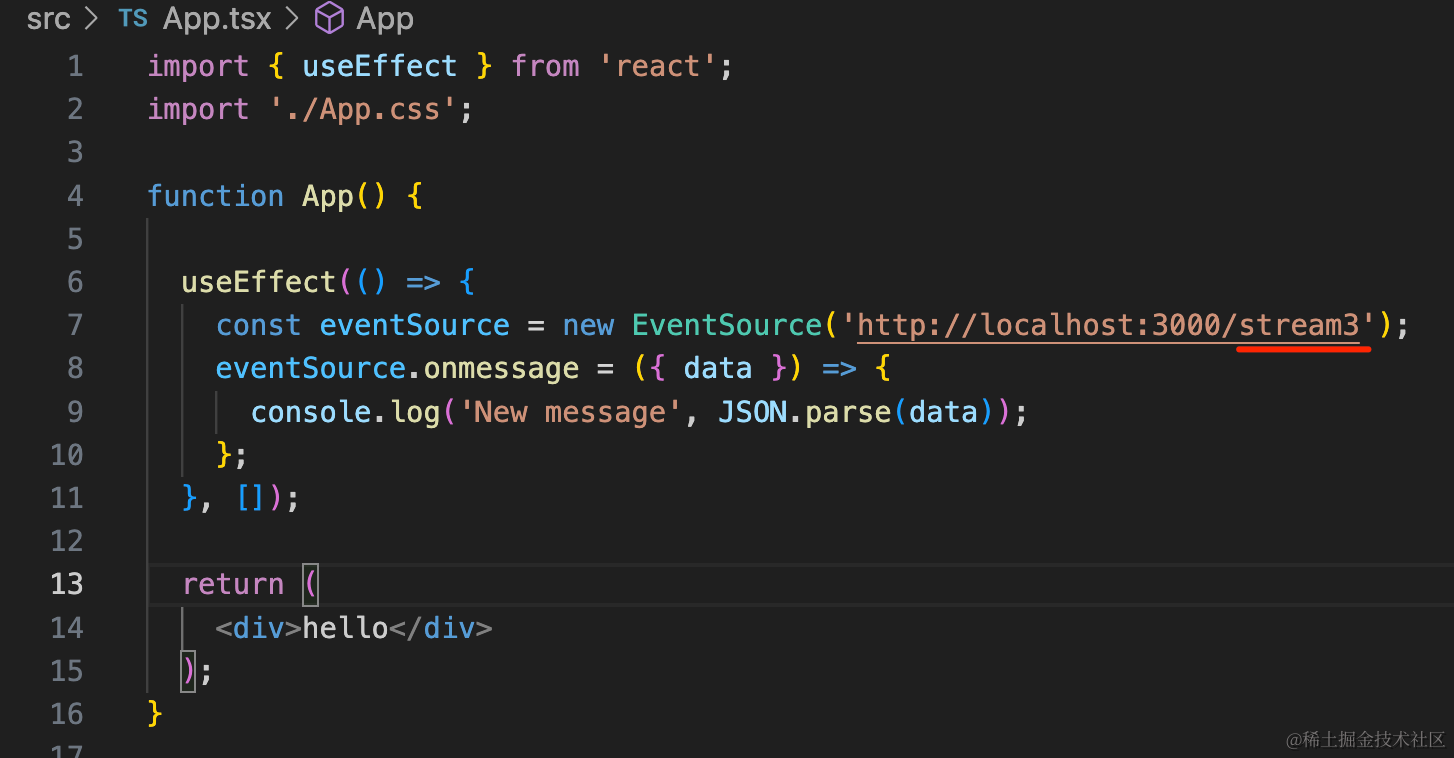 src > TS App.tsx > App
1 import { useEffect } from 'react';
2 import './App.css';
3
4 function App() {
5
6   useEffect(() => {
7     const eventSource = new EventSource('http://localhost:3000/stream3');
8     eventSource.onmessage = ({ data }) => {
9       console.log('New message', JSON.parse(data));
10     };
11   }, []);
12
13   return (
14     <div>hello</div>
15   );
16 }
17
@稀土掘金技术社区